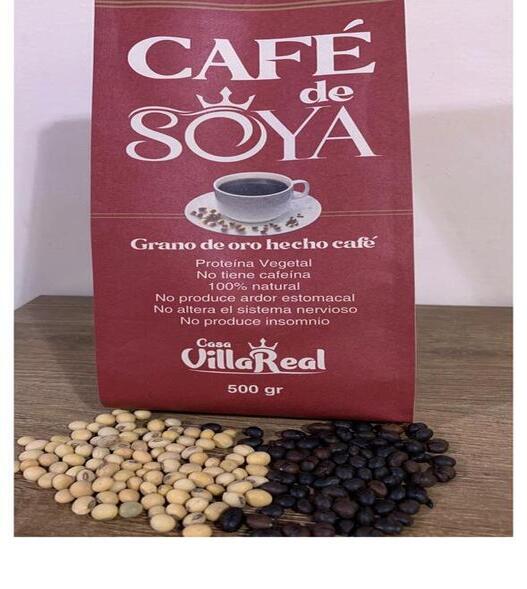 CAFÉ
de
SOYA
Grano de oro hecho café
Proteína Vegetal
No tiene cafeína
100% natural
No produce ardor estomacal
No altera el sistema nervioso
No produce insomnio
Casa
VillaReal
500 gr